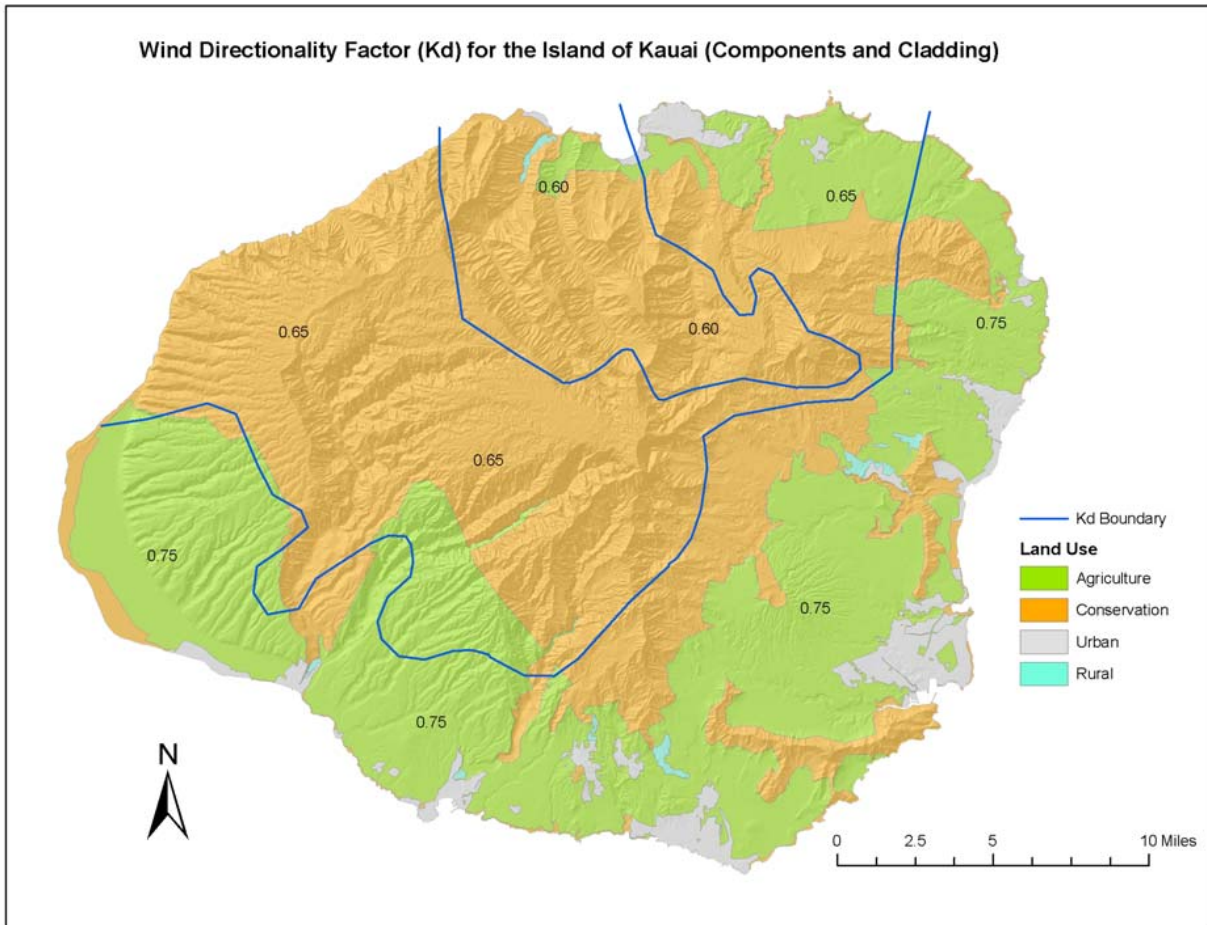 Wind Directionality Factor (Kd) for the Island of Kauai (Components and Cladding)
0.60
0.65
0.65
0.60
0.75
0.65
0.75
0.75
0.75
Kd Boundary
Land Use
Agriculture
Conservation
Urban
Rural
N
0 2.5 5 10 Miles